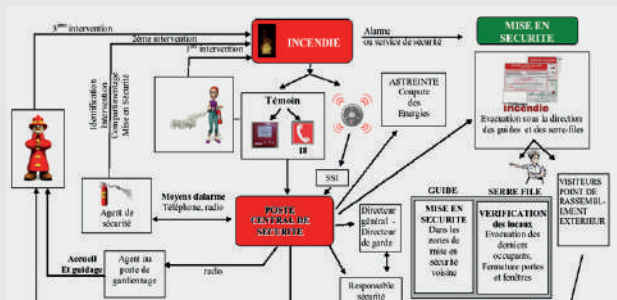 3ème intervention
2ème intervention
1ère intervention
INCENDIE
Alarme
ou service de sécurité
MISE EN
SECURITE
Identification
Intervention
Compartimentage
Mise en Sécurité
Témoin
18
ASTREINTE
Coupure
des
Energies
incendie
Evacuation sous la direction
des guides et des serre-files
SSI
Agent de
sécurité
Moyens dalarme
Téléphone, radio
POSTE
CENTRAL DE
SECURITE
Directeur
général -
Directeur
de garde
GUIDE
MISE EN
SECURITE
Dans les
zones de
mise en
sécurité
voisine
SERRE FILE
VERIFICATION
des locaux,
Evacuation des
derniers
occupants,
Fermeture portes
et fenêtres
VISITEURS
POINT DE
RASSEMBL-
EMENT
EXTERIEUR
Accueil
Et guidage
Agent au
poste de
gardiennage
radio
Responsable
sécurité